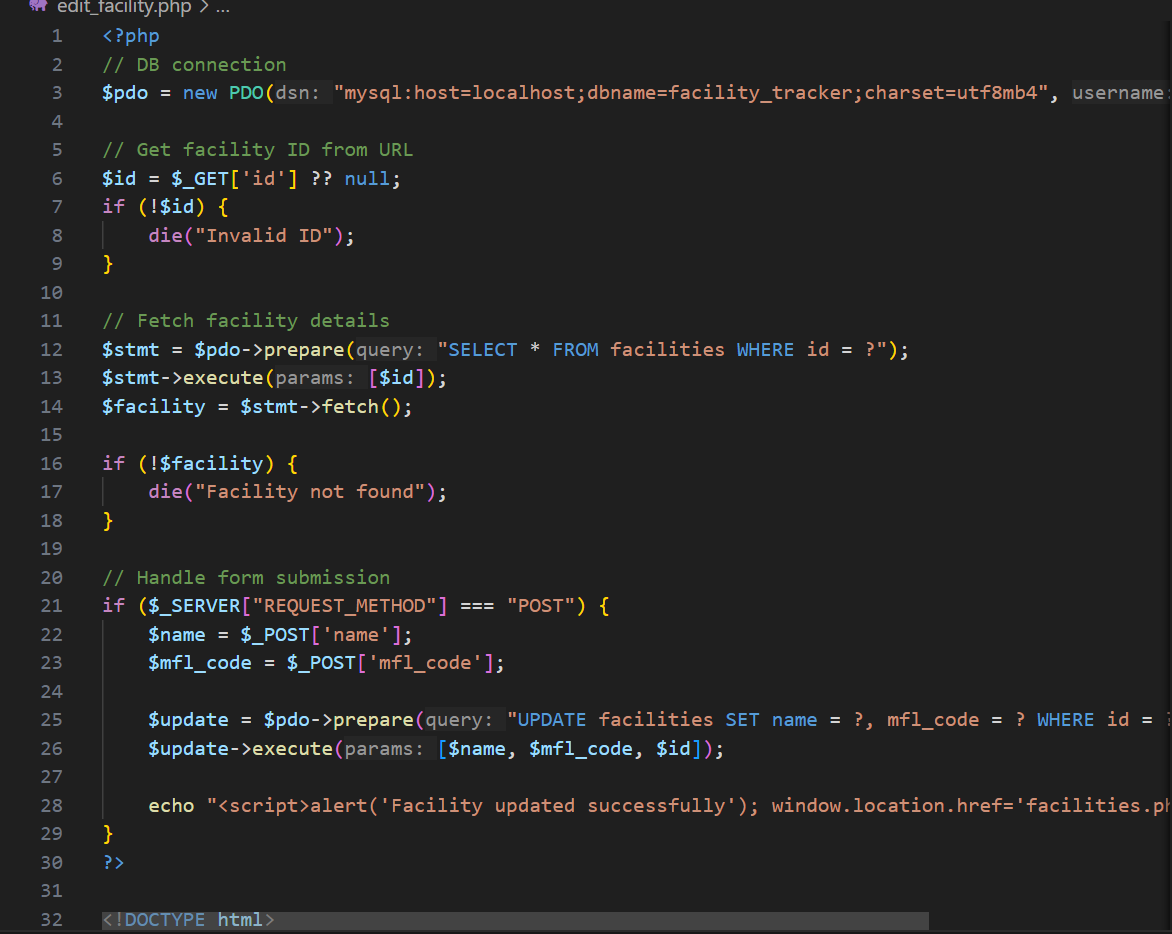 edit_facility.php > ...
1 <?php
2 // DB connection
3 $pdo = new PDO(dsn: "mysql:host=localhost;dbname=facility_tracker;charset=utf8mb4", username:
4
5 // Get facility ID from URL
6 $id = $_GET['id'] ?? null;
7 if (!$id) {
8     die("Invalid ID");
9 }
10
11 // Fetch facility details
12 $stmt = $pdo->prepare(query: "SELECT * FROM facilities WHERE id = ?");
13 $stmt->execute(params: [$id]);
14 $facility = $stmt->fetch();
15
16 if (!$facility) {
17     die("Facility not found");
18 }
19
20 // Handle form submission
21 if ($_SERVER["REQUEST_METHOD"] === "POST") {
22     $name = $_POST['name'];
23     $mfl_code = $_POST['mfl_code'];
24
25     $update = $pdo->prepare(query: "UPDATE facilities SET name = ?, mfl_code = ? WHERE id =
26     $update->execute(params: [$name, $mfl_code, $id]);
27
28     echo "<script>alert('Facility updated successfully'); window.location.href='facilities.ph
29 }
30 ?>
31
32 <!DOCTYPE html>